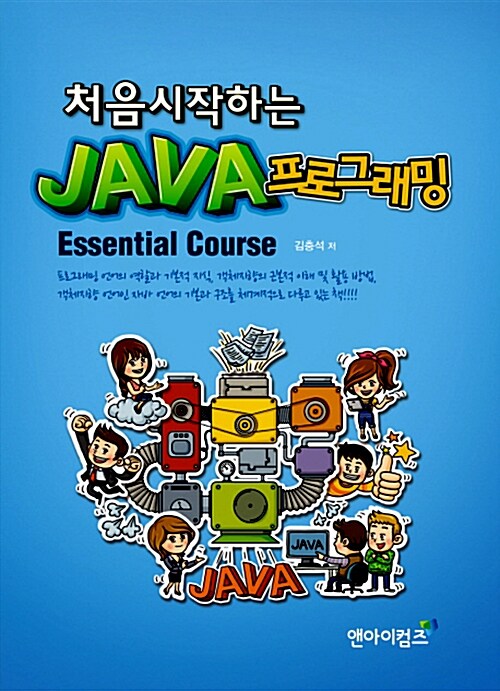 처음시작하는
JAVA 프로그래밍
Essential Course 김충석 저
프로그래밍 언어의 역할과 기본적 지식, 객체지향의 근본적 이해 및 활용 방법,
객체지향 언어인 자바 언어의 기본과 구조를 체계적으로 다루고 있는 책!!!!
JAVA
JAVA
앤아이컴즈